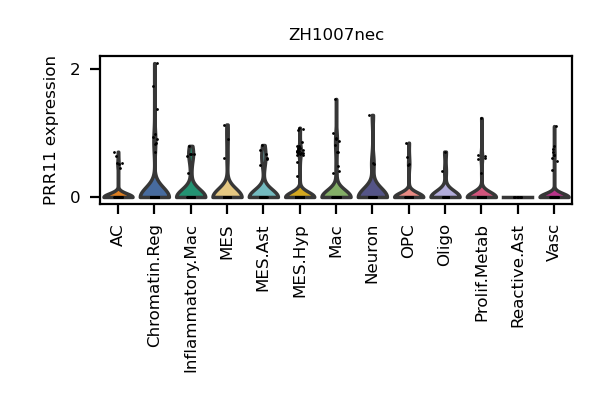 ZH1007nec
PRR11 expression
2
0
AC
Chromatin.Reg
Inflammatory.Mac
MES
MES.Ast
MES.Hyp
Mac
Neuron
OPC
Oligo
Prolif.Metab
Reactive.Ast
Vasc